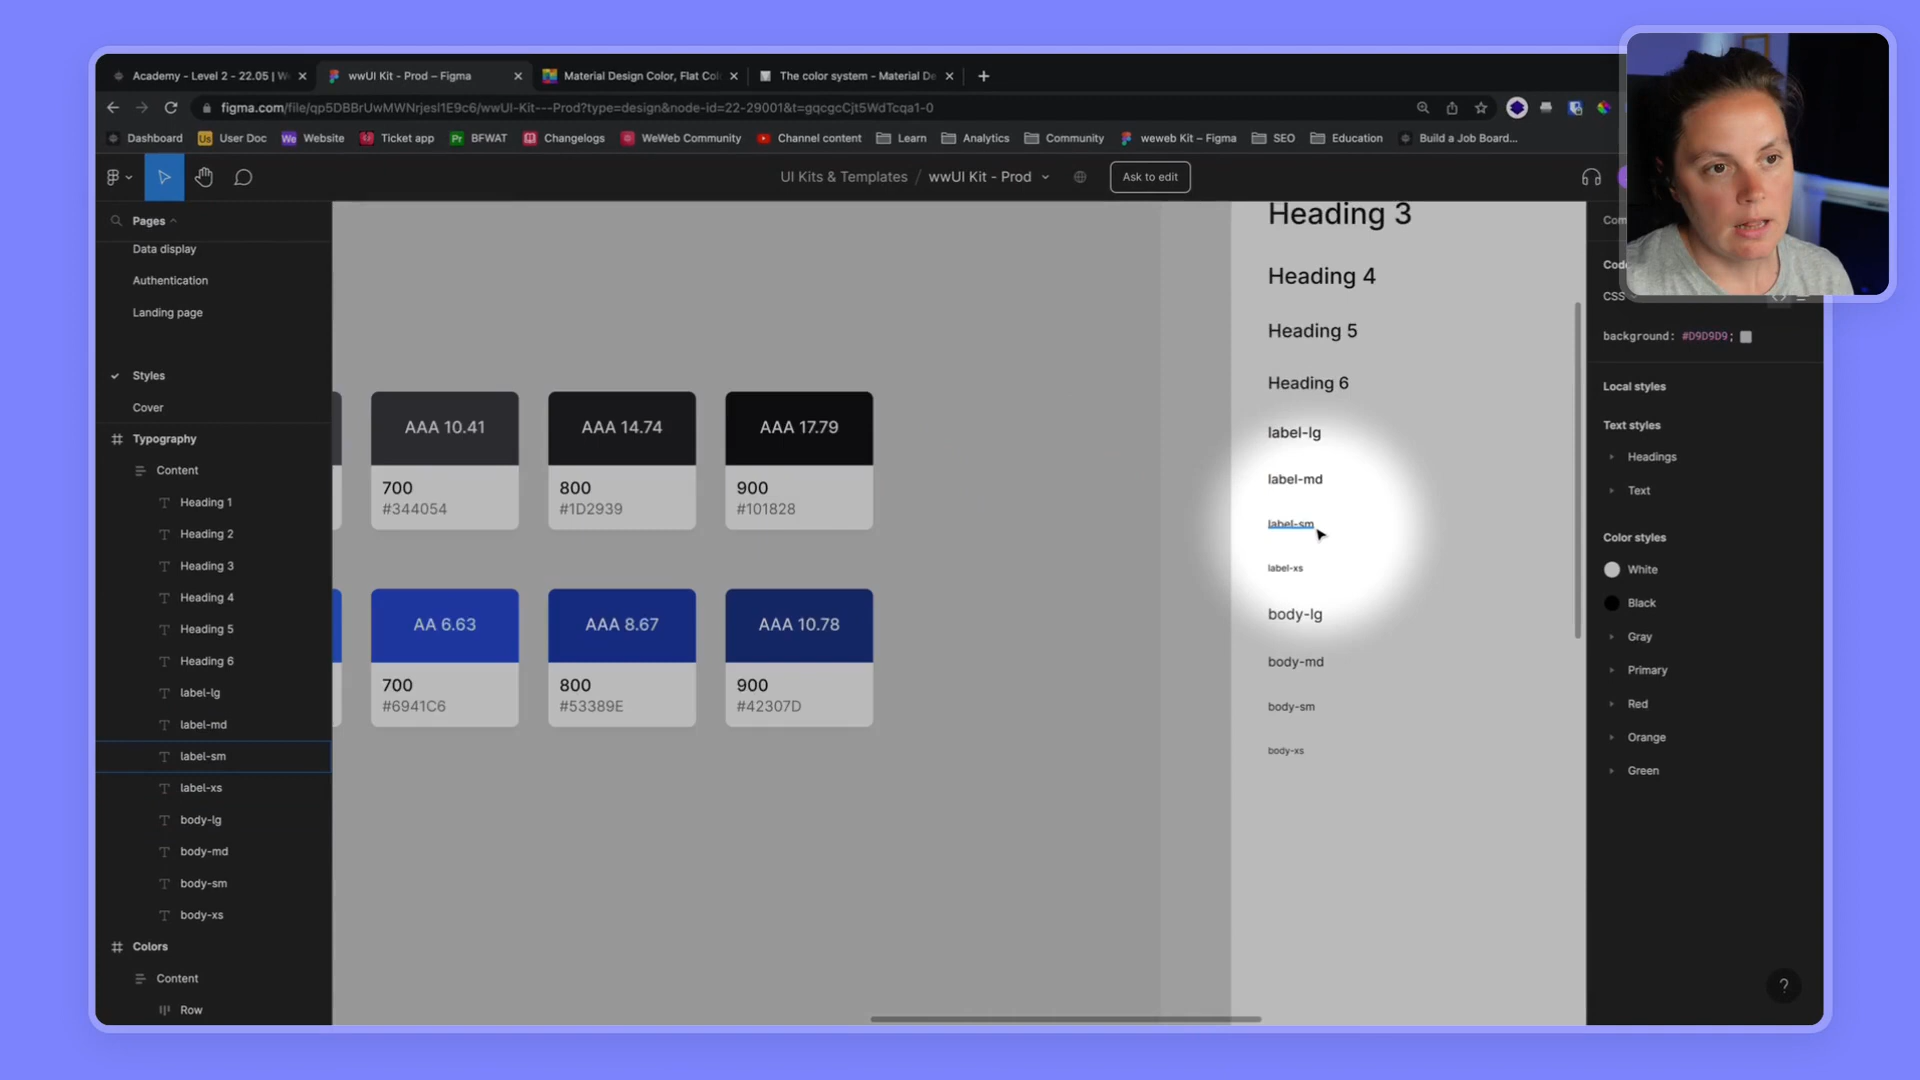 Academy - Level 2 - 22.05 | W
wwUI Kit - Prod – Figma
Material Design Color, Flat Col
The color system - Material De
figma.com/file/qp5DBBrUwMWNrjesI1E9c6/wwUI-Kit---Prod?type=design&node-id=22-29001&t=gqcgcCjt5WdTcqa1-0
Dashboard
Us User Doc
We Website
Ticket app
Pr BFWAT
Changelogs
WeWeb Community
Channel content
Learn
Analytics
Community
weweb Kit – Figma
SEO
Education
Build a Job Board...
UI Kits & Templates / wwUI Kit - Prod
Ask to edit
Pages
Data display
Authentication
Landing page
Styles
Cover
Typography
Content
Heading 1
Heading 2
Heading 3
Heading 4
Heading 5
Heading 6
label-lg
label-md
label-sm
label-xs
body-lg
body-md
body-sm
body-xs
Colors
Content
Row
AAA 10.41
700
#344054
AAA 14.74
800
#1D2939
AAA 17.79
900
#101828
AA 6.63
700
#6941C6
AAA 8.67
800
#53389E
AAA 10.78
900
#42307D
Heading 3
Heading 4
Heading 5
Heading 6
label-lg
label-md
label-sm
label-xs
body-lg
body-md
body-sm
body-xs
Com
Cod
CSS
background: #D9D9D9;
Local styles
Text styles
Headings
Text
Color styles
White
Black
Gray
Primary
Red
Orange
Green
?